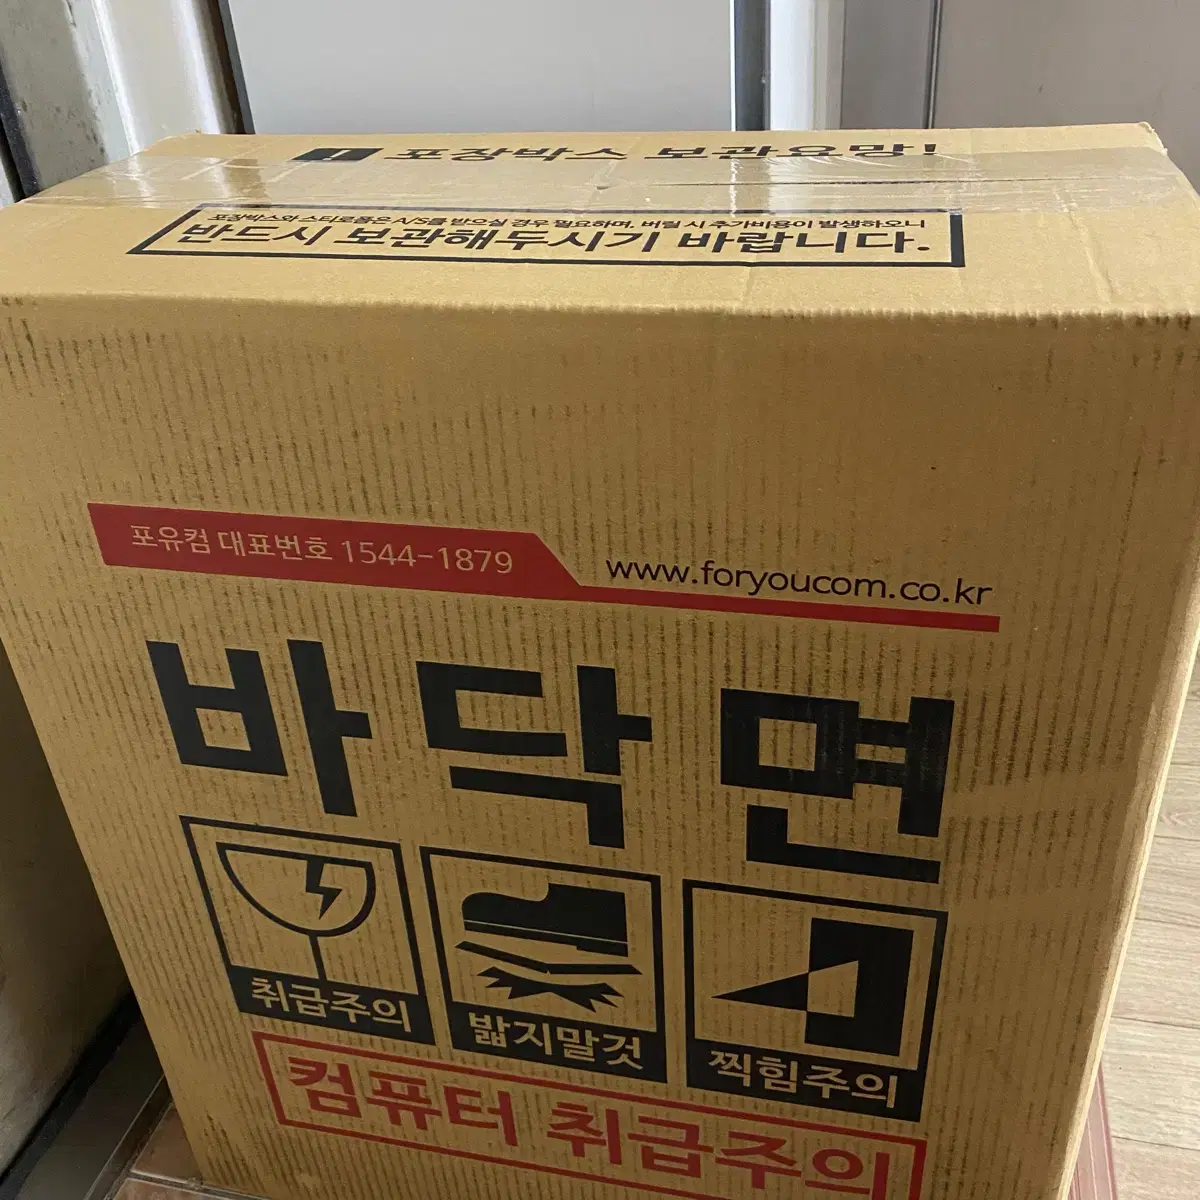 ! 포장박스 보관요망!
포장박스와 스티로폼은 A/S를 받으실 경우 필요하며, 버릴 시 추가비용이 발생하오니
반드시 보관해두시기 바랍니다.
포유컴 대표번호 1544-1879
www.foryoucom.co.kr
바닥면
취급주의
밟지말것
찍힘주의
컴퓨터 취급주의